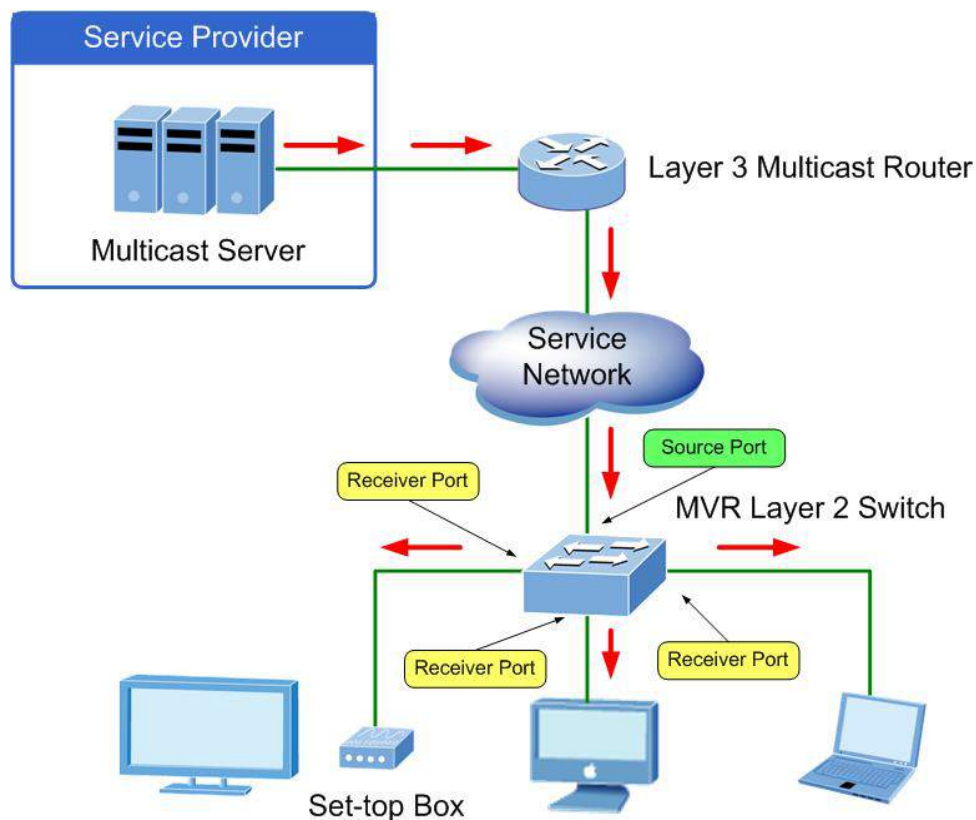 Service Provider
Multicast Server
Layer 3 Multicast Router
Service
Network
Source Port
Receiver Port
MVR Layer 2 Switch
Receiver Port
Receiver Port
Set-top Box